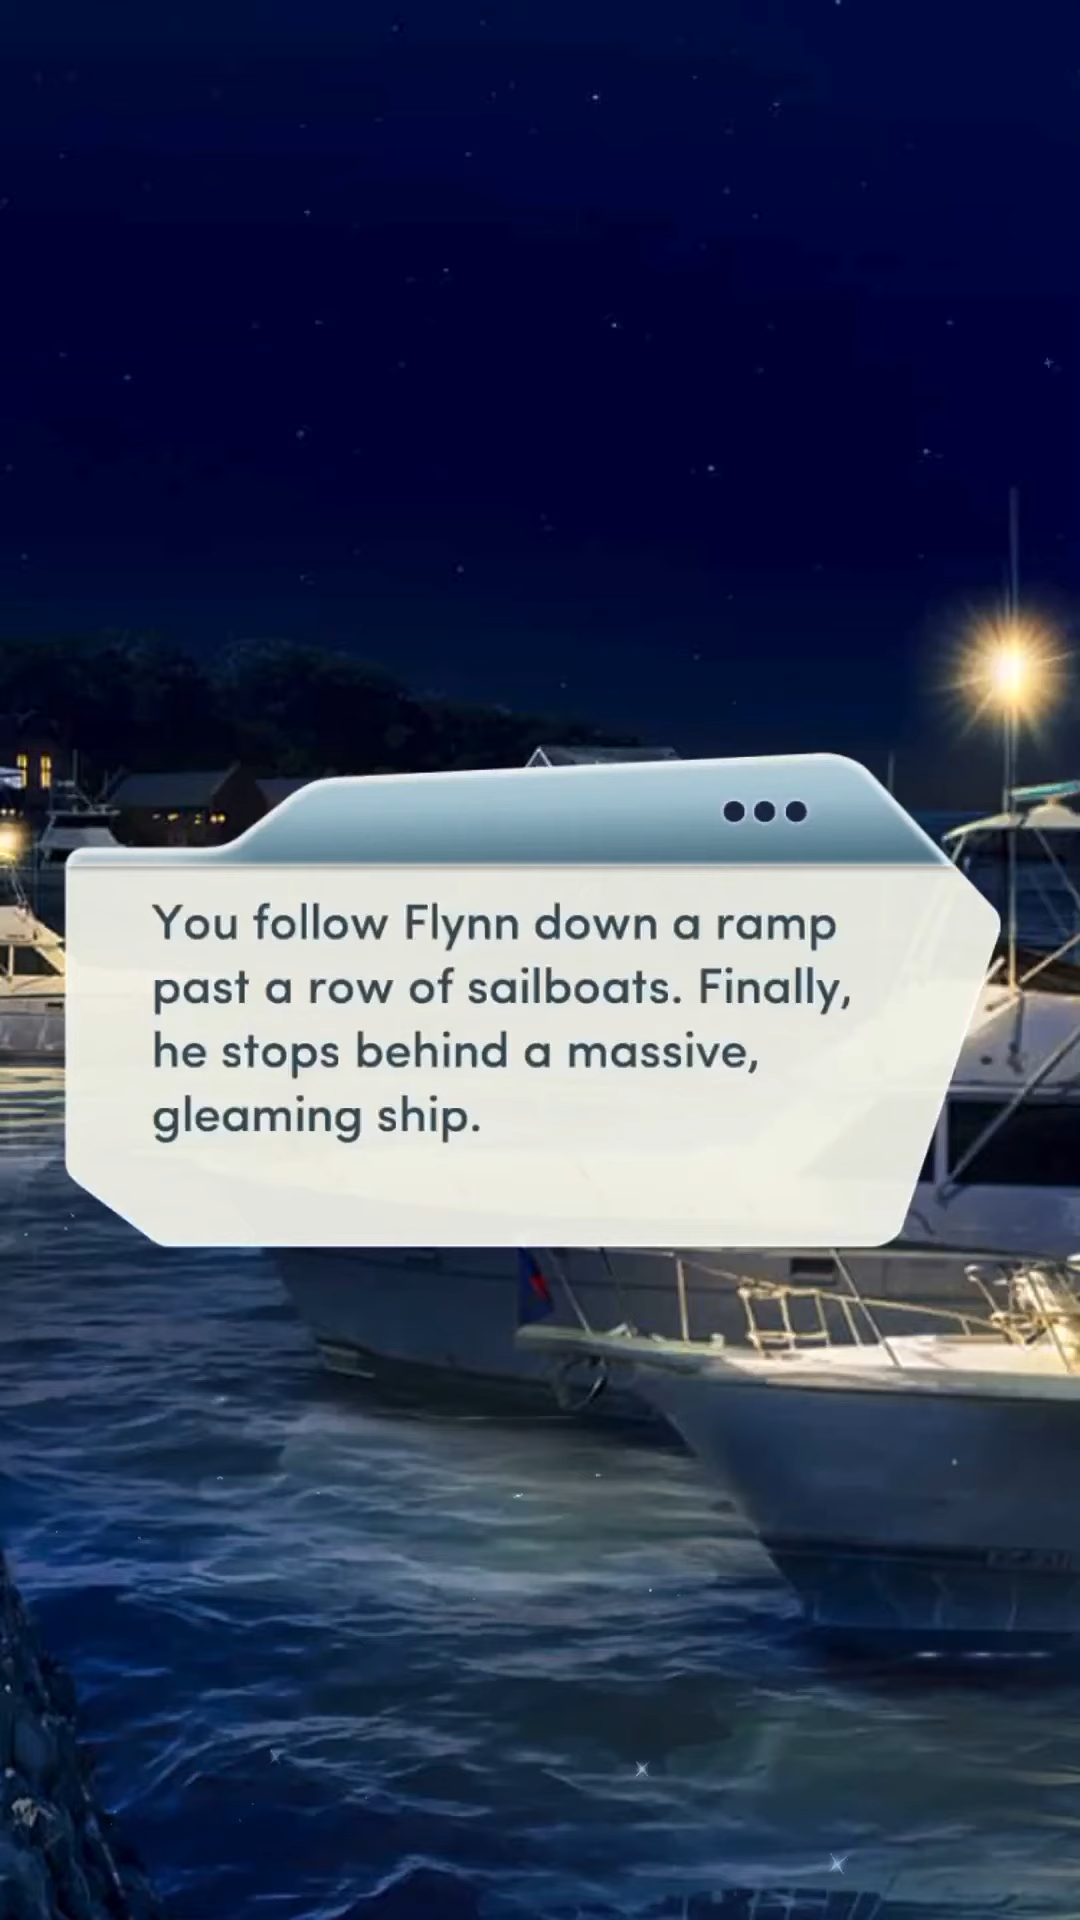 You follow Flynn down a ramp
past a row of sailboats. Finally,
he stops behind a massive,
gleaming ship.